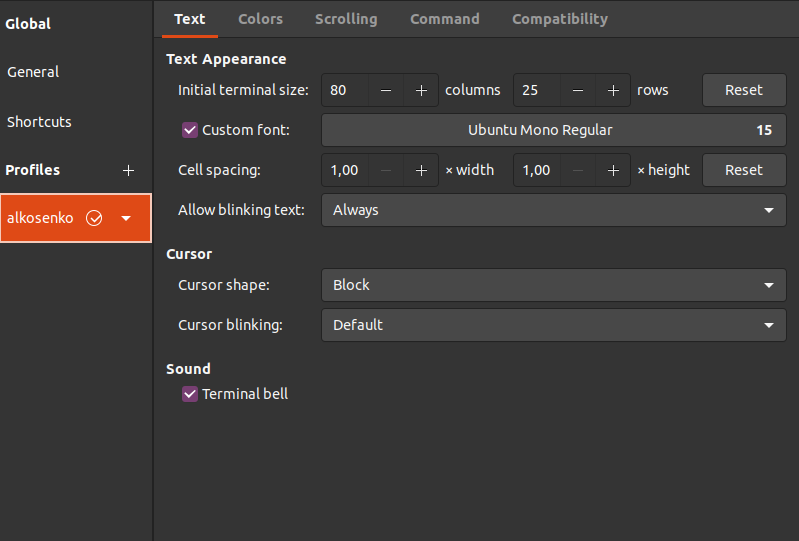 Global
General
Shortcuts
Profiles
alkosenko
Text Colors Scrolling Command Compatibility
Text Appearance
Initial terminal size: 80 − + columns 25 − + rows Reset
Custom font: Ubuntu Mono Regular 15
Cell spacing: 1,00 − + × width 1,00 − + × height Reset
Allow blinking text: Always
Cursor
Cursor shape: Block
Cursor blinking: Default
Sound
Terminal bell